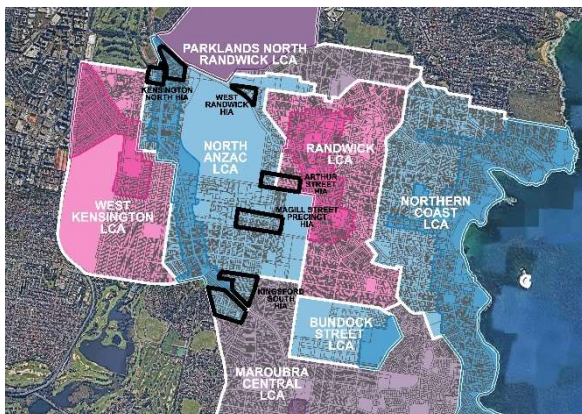 PARKLANDS NORTH
RANDWICK LCA
KENSINGTON
NORTH HIA
WEST
RANDWICK
HIA
NORTH
ANZAC
LCA
RANDWICK
LCA
ARTHUR
STREET
HIA
WEST
KENSINGTON
LCA
MAGILL STREET
PRECINCT HIA
NORTHERN
COAST LCA
KINGSFORD
SOUTH
HIA
BUNDOCK
STREET
LCA
MAROUBRA
CENTRAL
LCA